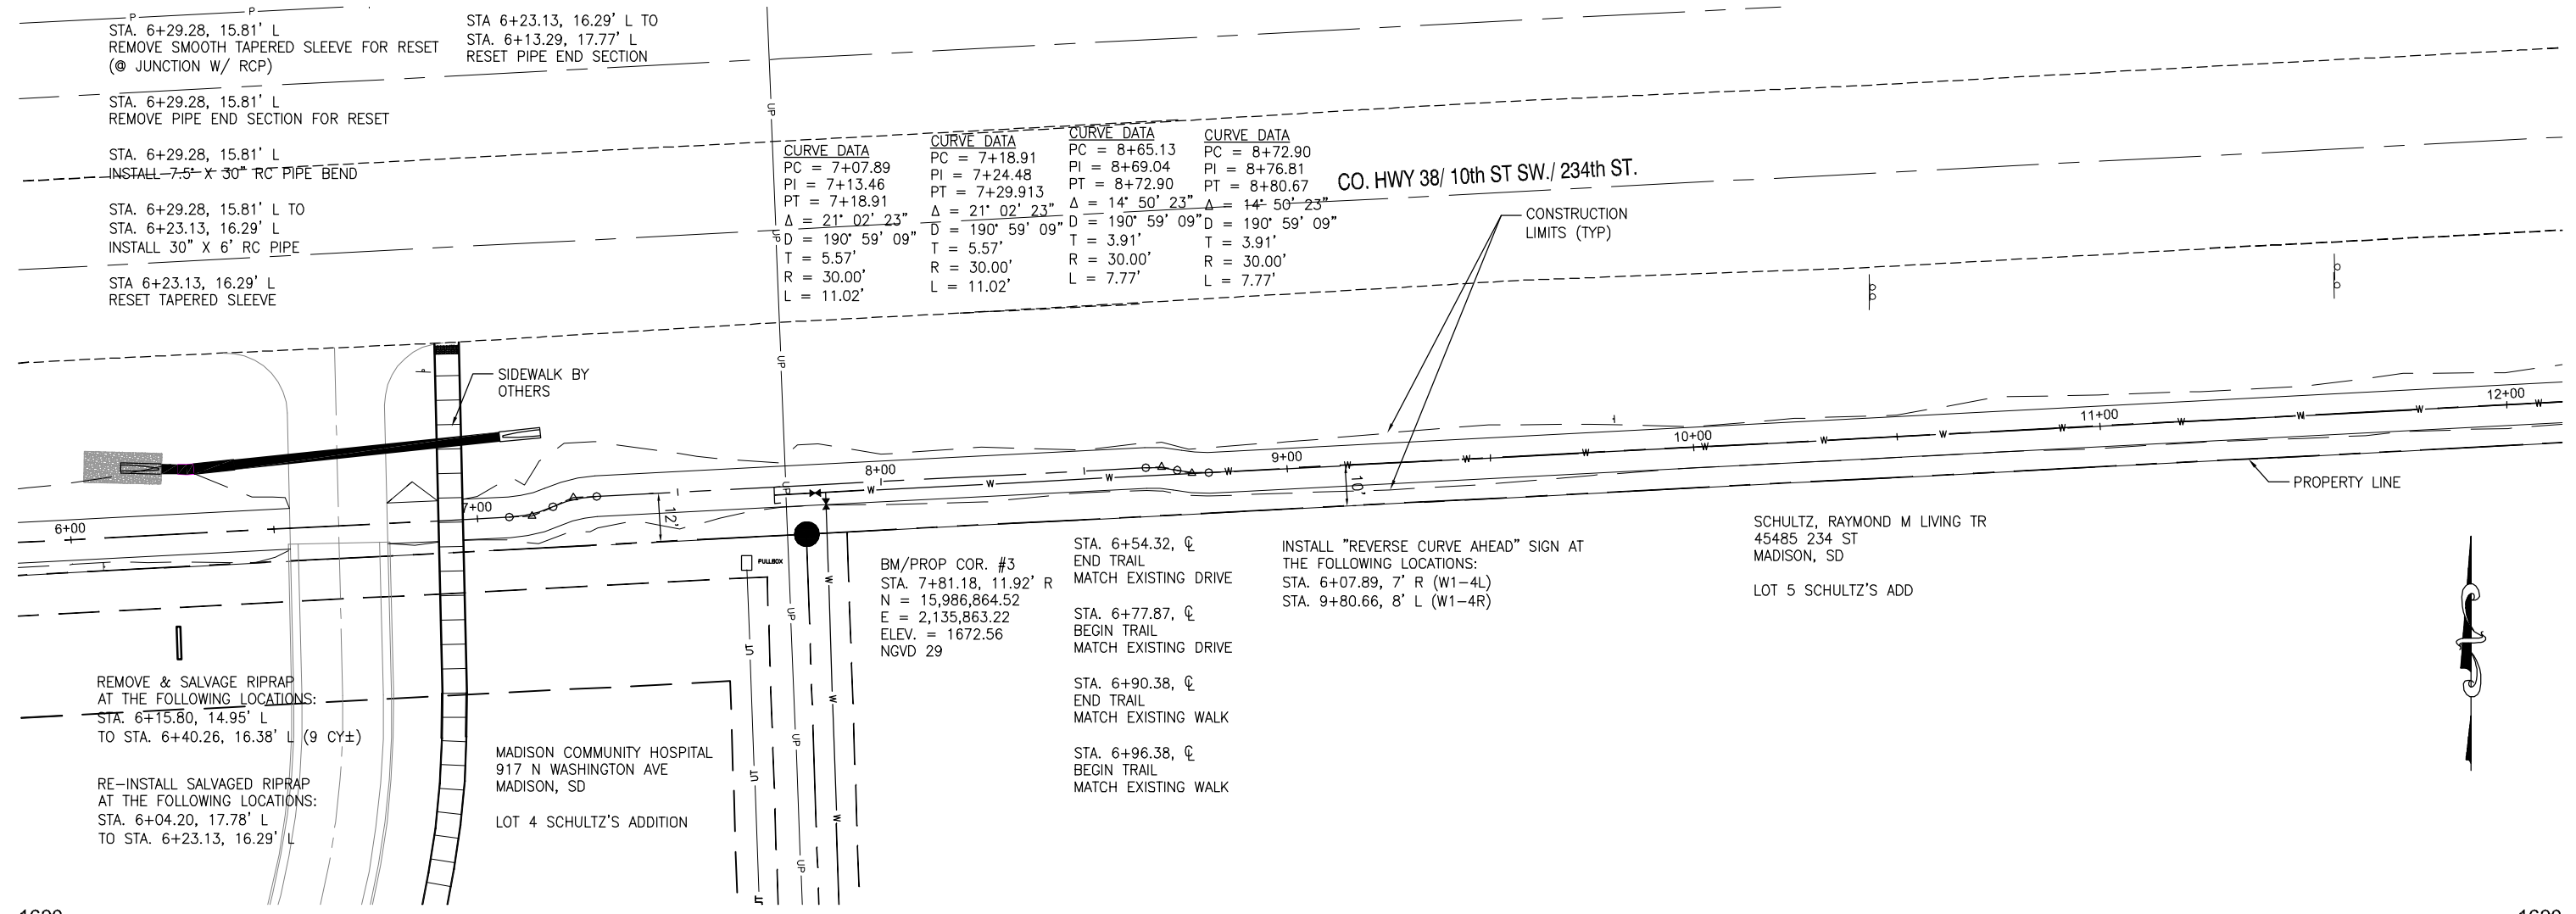 P
P
STA. 6+29.28, 15.81' L
REMOVE SMOOTH TAPERED SLEEVE FOR RESET
(@ JUNCTION W/ RCP)
STA. 6+29.28, 15.81' L
REMOVE PIPE END SECTION FOR RESET
STA. 6+29.28, 15.81' L
INSTALL 7.5° X 30" RC PIPE BEND
STA. 6+29.28, 15.81' L TO
STA. 6+23.13, 16.29' L
INSTALL 30" X 6' RC PIPE
STA 6+23.13, 16.29' L
RESET TAPERED SLEEVE
STA 6+23.13, 16.29' L TO
STA. 6+13.29, 17.77' L
RESET PIPE END SECTION
UP
UP
UP
CURVE DATA
PC = 7+07.89
PI = 7+13.46
PT = 7+18.91
Δ = 21° 02' 23"
D = 190° 59' 09"
T = 5.57'
R = 30.00'
L = 11.02'
CURVE DATA
PC = 7+18.91
PI = 7+24.48
PT = 7+29.913
Δ = 21° 02' 23"
D = 190° 59' 09"
T = 5.57'
R = 30.00'
L = 11.02'
CURVE DATA
PC = 8+65.13
PI = 8+69.04
PT = 8+72.90
Δ = 14° 50' 23"
D = 190° 59' 09"
T = 3.91'
R = 30.00'
L = 7.77'
CURVE DATA
PC = 8+72.90
PI = 8+76.81
PT = 8+80.67
Δ = 14° 50' 23"
D = 190° 59' 09"
T = 3.91'
R = 30.00'
L = 7.77'
CO. HWY 38/ 10th ST SW./ 234th ST.
CONSTRUCTION
LIMITS (TYP)
SIDEWALK BY
OTHERS
6+00
7+00
8+00
9+00
10+00
11+00
12+00
W W W W W W W W W W W W W W
12'
10'
UP
PROPERTY LINE
PULLBOX
BM/PROP COR. #3
STA. 7+81.18, 11.92' R
N = 15,986,864.52
E = 2,135,863.22
ELEV. = 1672.56
NGVD 29
STA. 6+54.32, ℄
END TRAIL
MATCH EXISTING DRIVE
STA. 6+77.87, ℄
BEGIN TRAIL
MATCH EXISTING DRIVE
STA. 6+90.38, ℄
END TRAIL
MATCH EXISTING WALK
STA. 6+96.38, ℄
BEGIN TRAIL
MATCH EXISTING WALK
INSTALL "REVERSE CURVE AHEAD" SIGN AT
THE FOLLOWING LOCATIONS:
STA. 6+07.89, 7' R (W1-4L)
STA. 9+80.66, 8' L (W1-4R)
SCHULTZ, RAYMOND M LIVING TR
45485 234 ST
MADISON, SD
LOT 5 SCHULTZ'S ADD
REMOVE & SALVAGE RIPRAP
AT THE FOLLOWING LOCATIONS:
STA. 6+15.80, 14.95' L
TO STA. 6+40.26, 16.38' L (9 CY±)
RE-INSTALL SALVAGED RIPRAP
AT THE FOLLOWING LOCATIONS:
STA. 6+04.20, 17.78' L
TO STA. 6+23.13, 16.29' L
MADISON COMMUNITY HOSPITAL
917 N WASHINGTON AVE
MADISON, SD
LOT 4 SCHULTZ'S ADDITION
UP
UP
UP
W
W
W